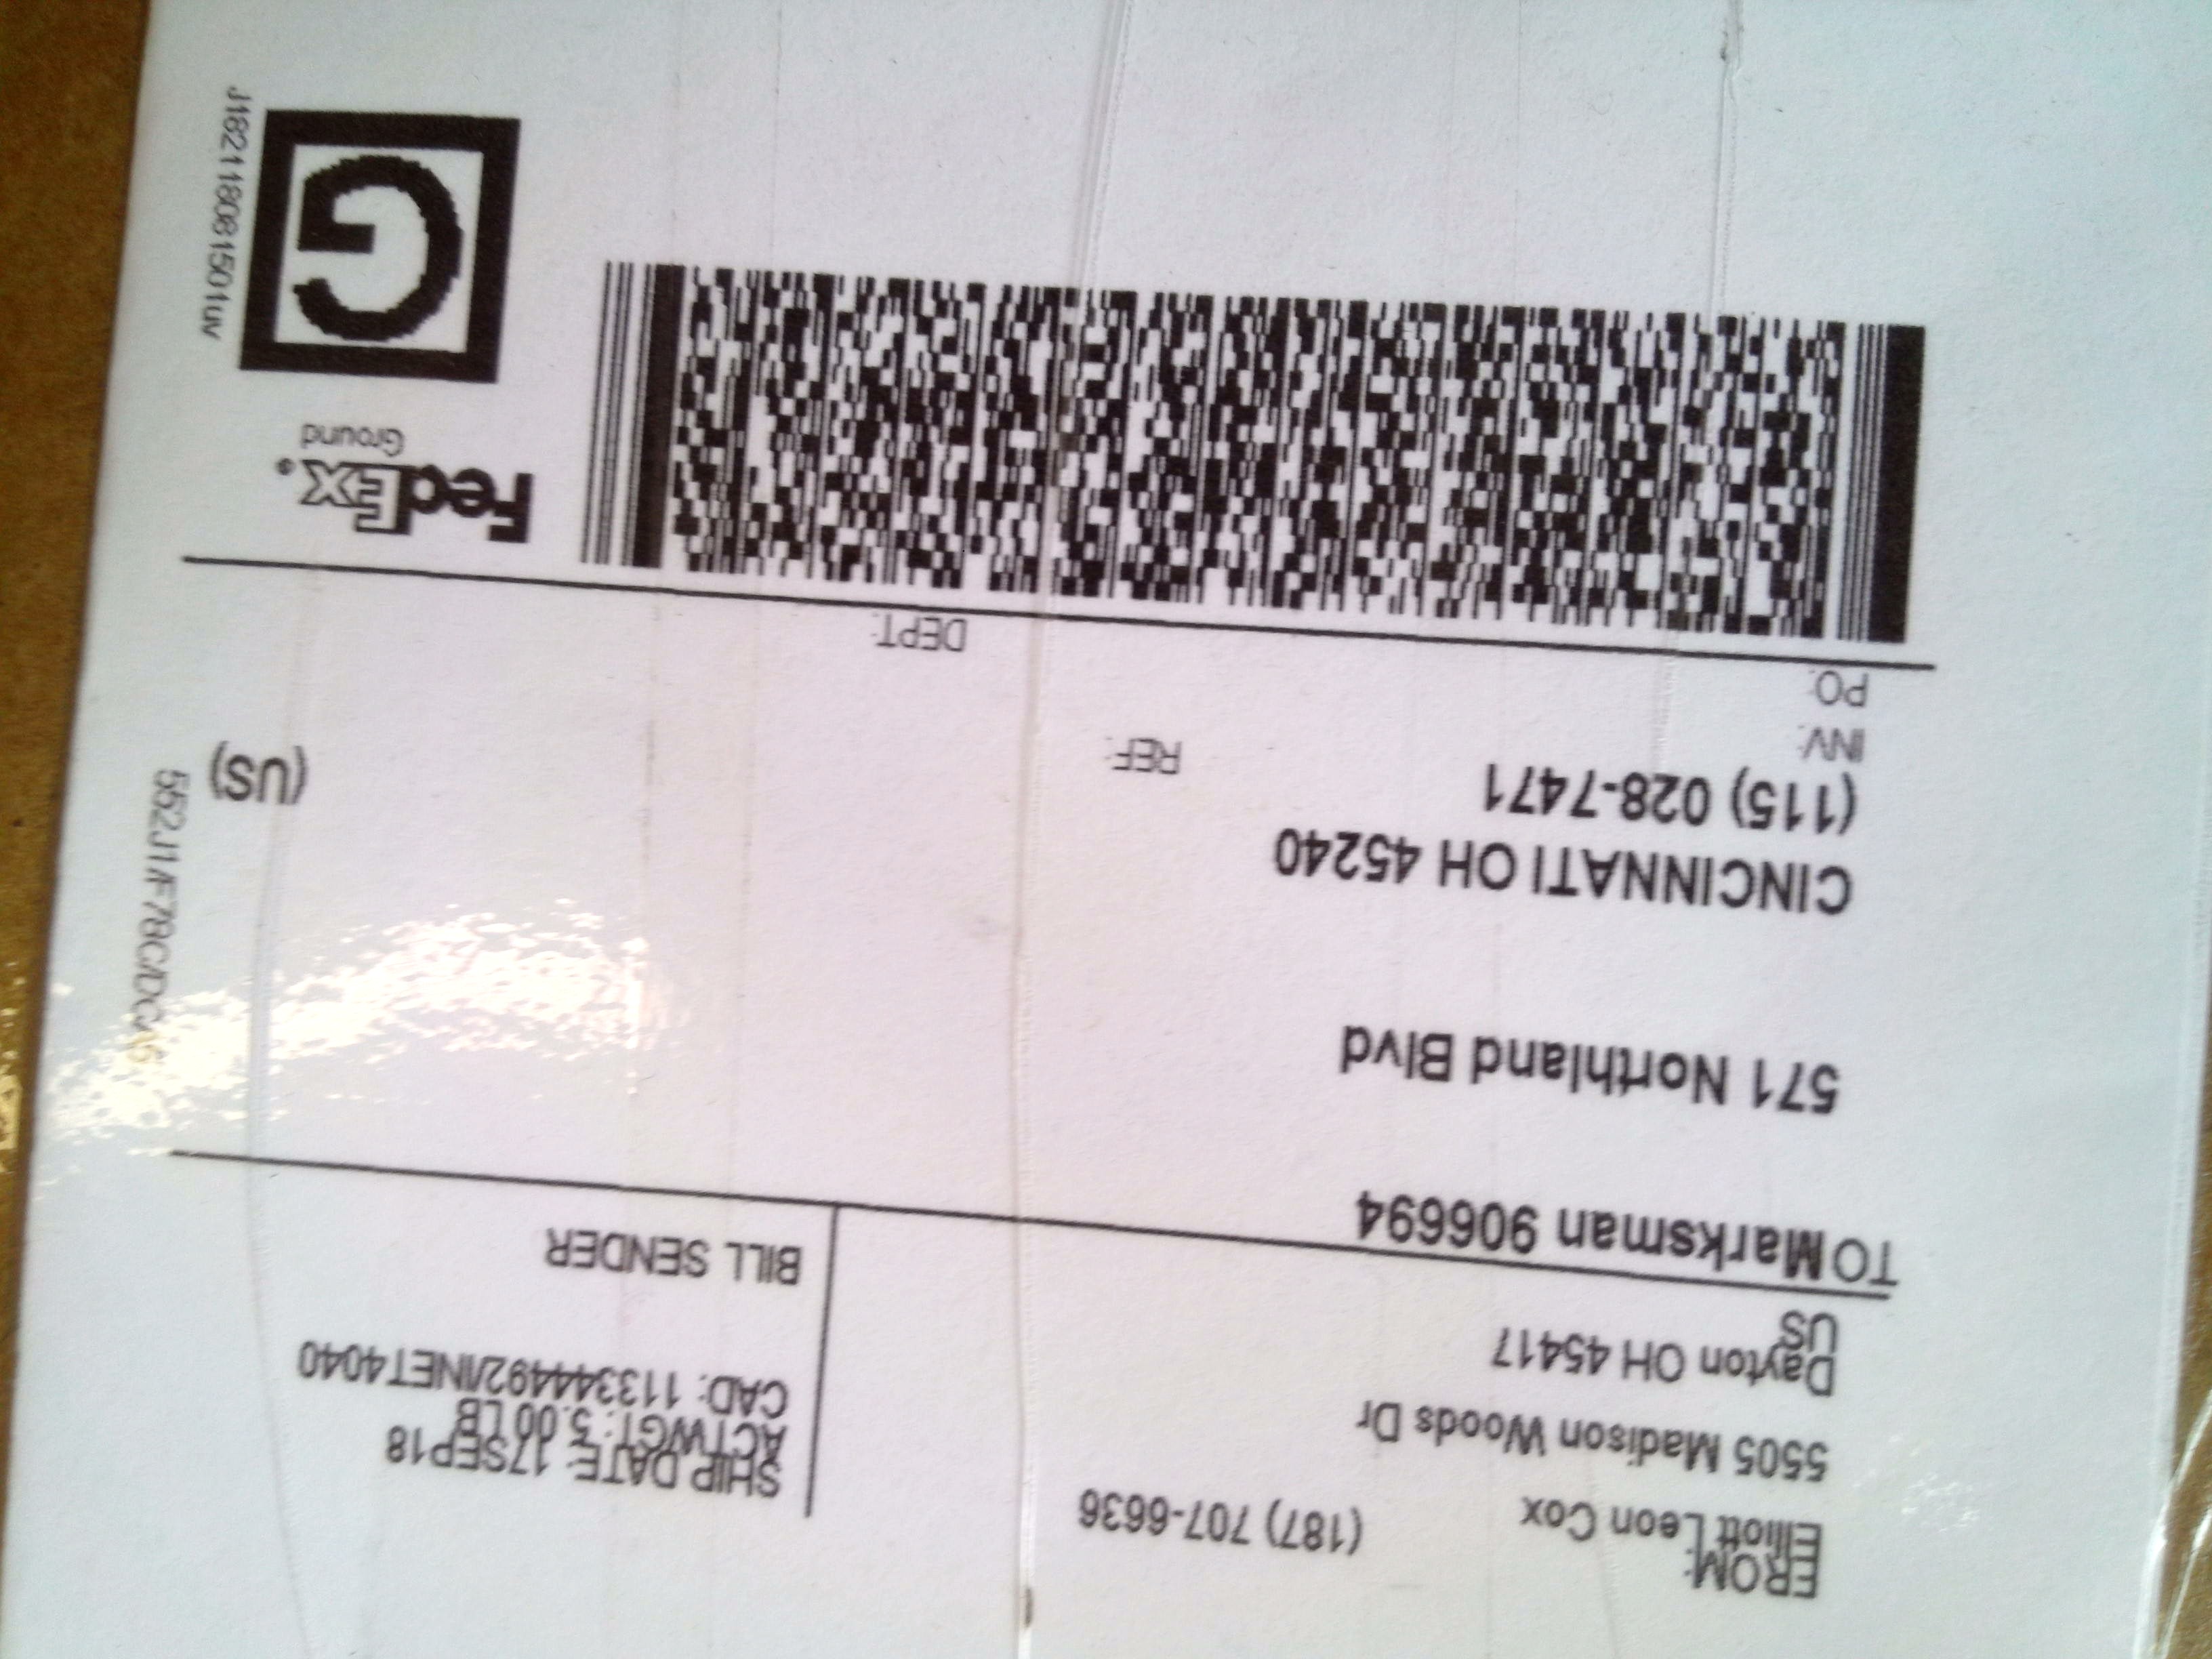 FROM:
Elliott Leon Cox (187) 707-6636
5505 Madison Woods Dr
Dayton OH 45417
US
SHIP DATE: 17SEP18
ACTWGT: 5.00 LB
CAD: 113344492/INET4040
BILL SENDER
TO Marksman 906694
571 Northland Blvd
CINCINNATI OH 45240
(115) 028-7471
INV:
REF:
PO:
DEPT:
(US)
FedEx®
Ground
G
J182118081501uv